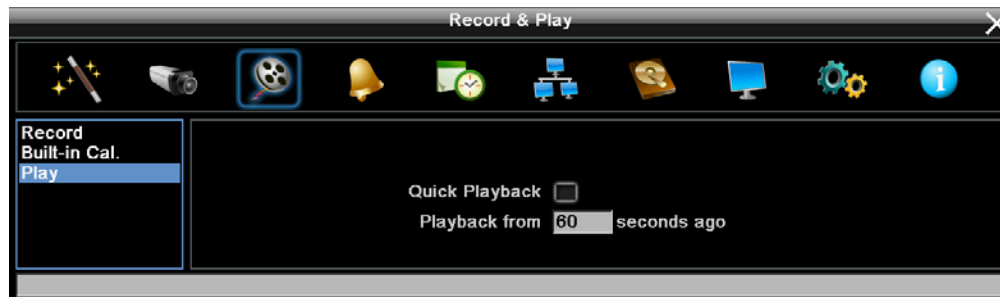 Record & Play
Record
Built-in Cal.
Play
Quick Playback
Playback from 60 seconds ago